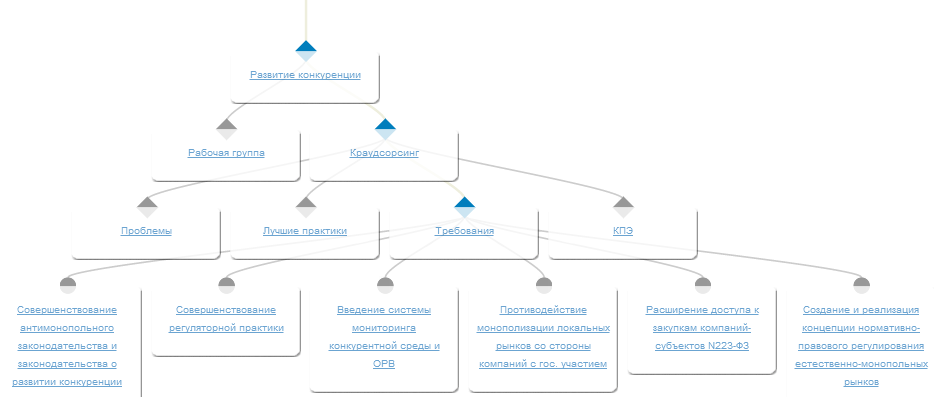 Развитие конкуренции
Рабочая группа
Краудсорсинг
Проблемы
Лучшие практики
Требования
КПЭ
Совершенствование
антимонопольного
законодательства и
законодательства о
развитии конкуренции
Совершенствование
регуляторной практики
Введение системы
мониторинга
конкурентной среды и
ОРВ
Противодействие
монополизации локальных
рынков со стороны
компаний с гос. участием
Расширение доступа к
закупкам компаний-
субъектов N223-ФЗ
Создание и реализация
концепции нормативно-
правового регулирования
естественно-монопольных
рынков